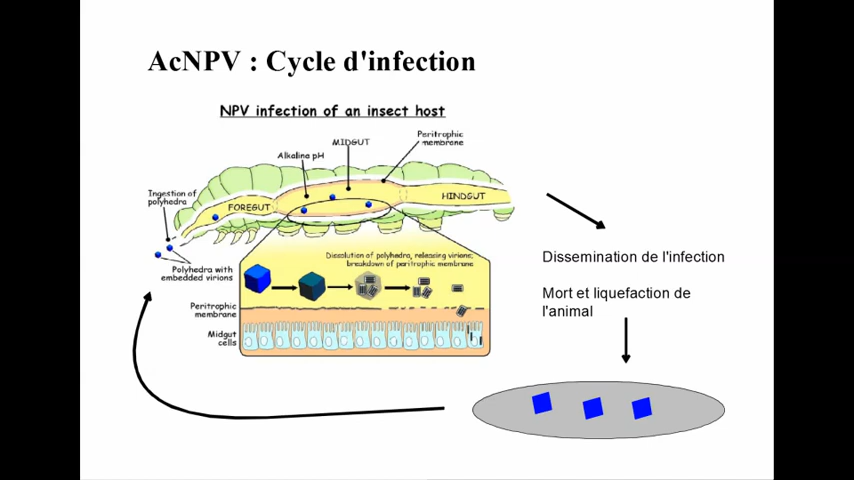 AcNPV : Cycle d'infection
NPV infection of an insect host
Peritrophic
membrane
MIDGUT
Alkaline pH
Ingestion of
polyhedra
FOREGUT
HINDGUT
Polyhedra with
embedded virions
Dissolution of polyhedra, releasing virions;
breakdown of peritrophic membrane
Peritrophic
membrane
Midgut
cells
Dissemination de l'infection
Mort et liquefaction de
l'animal